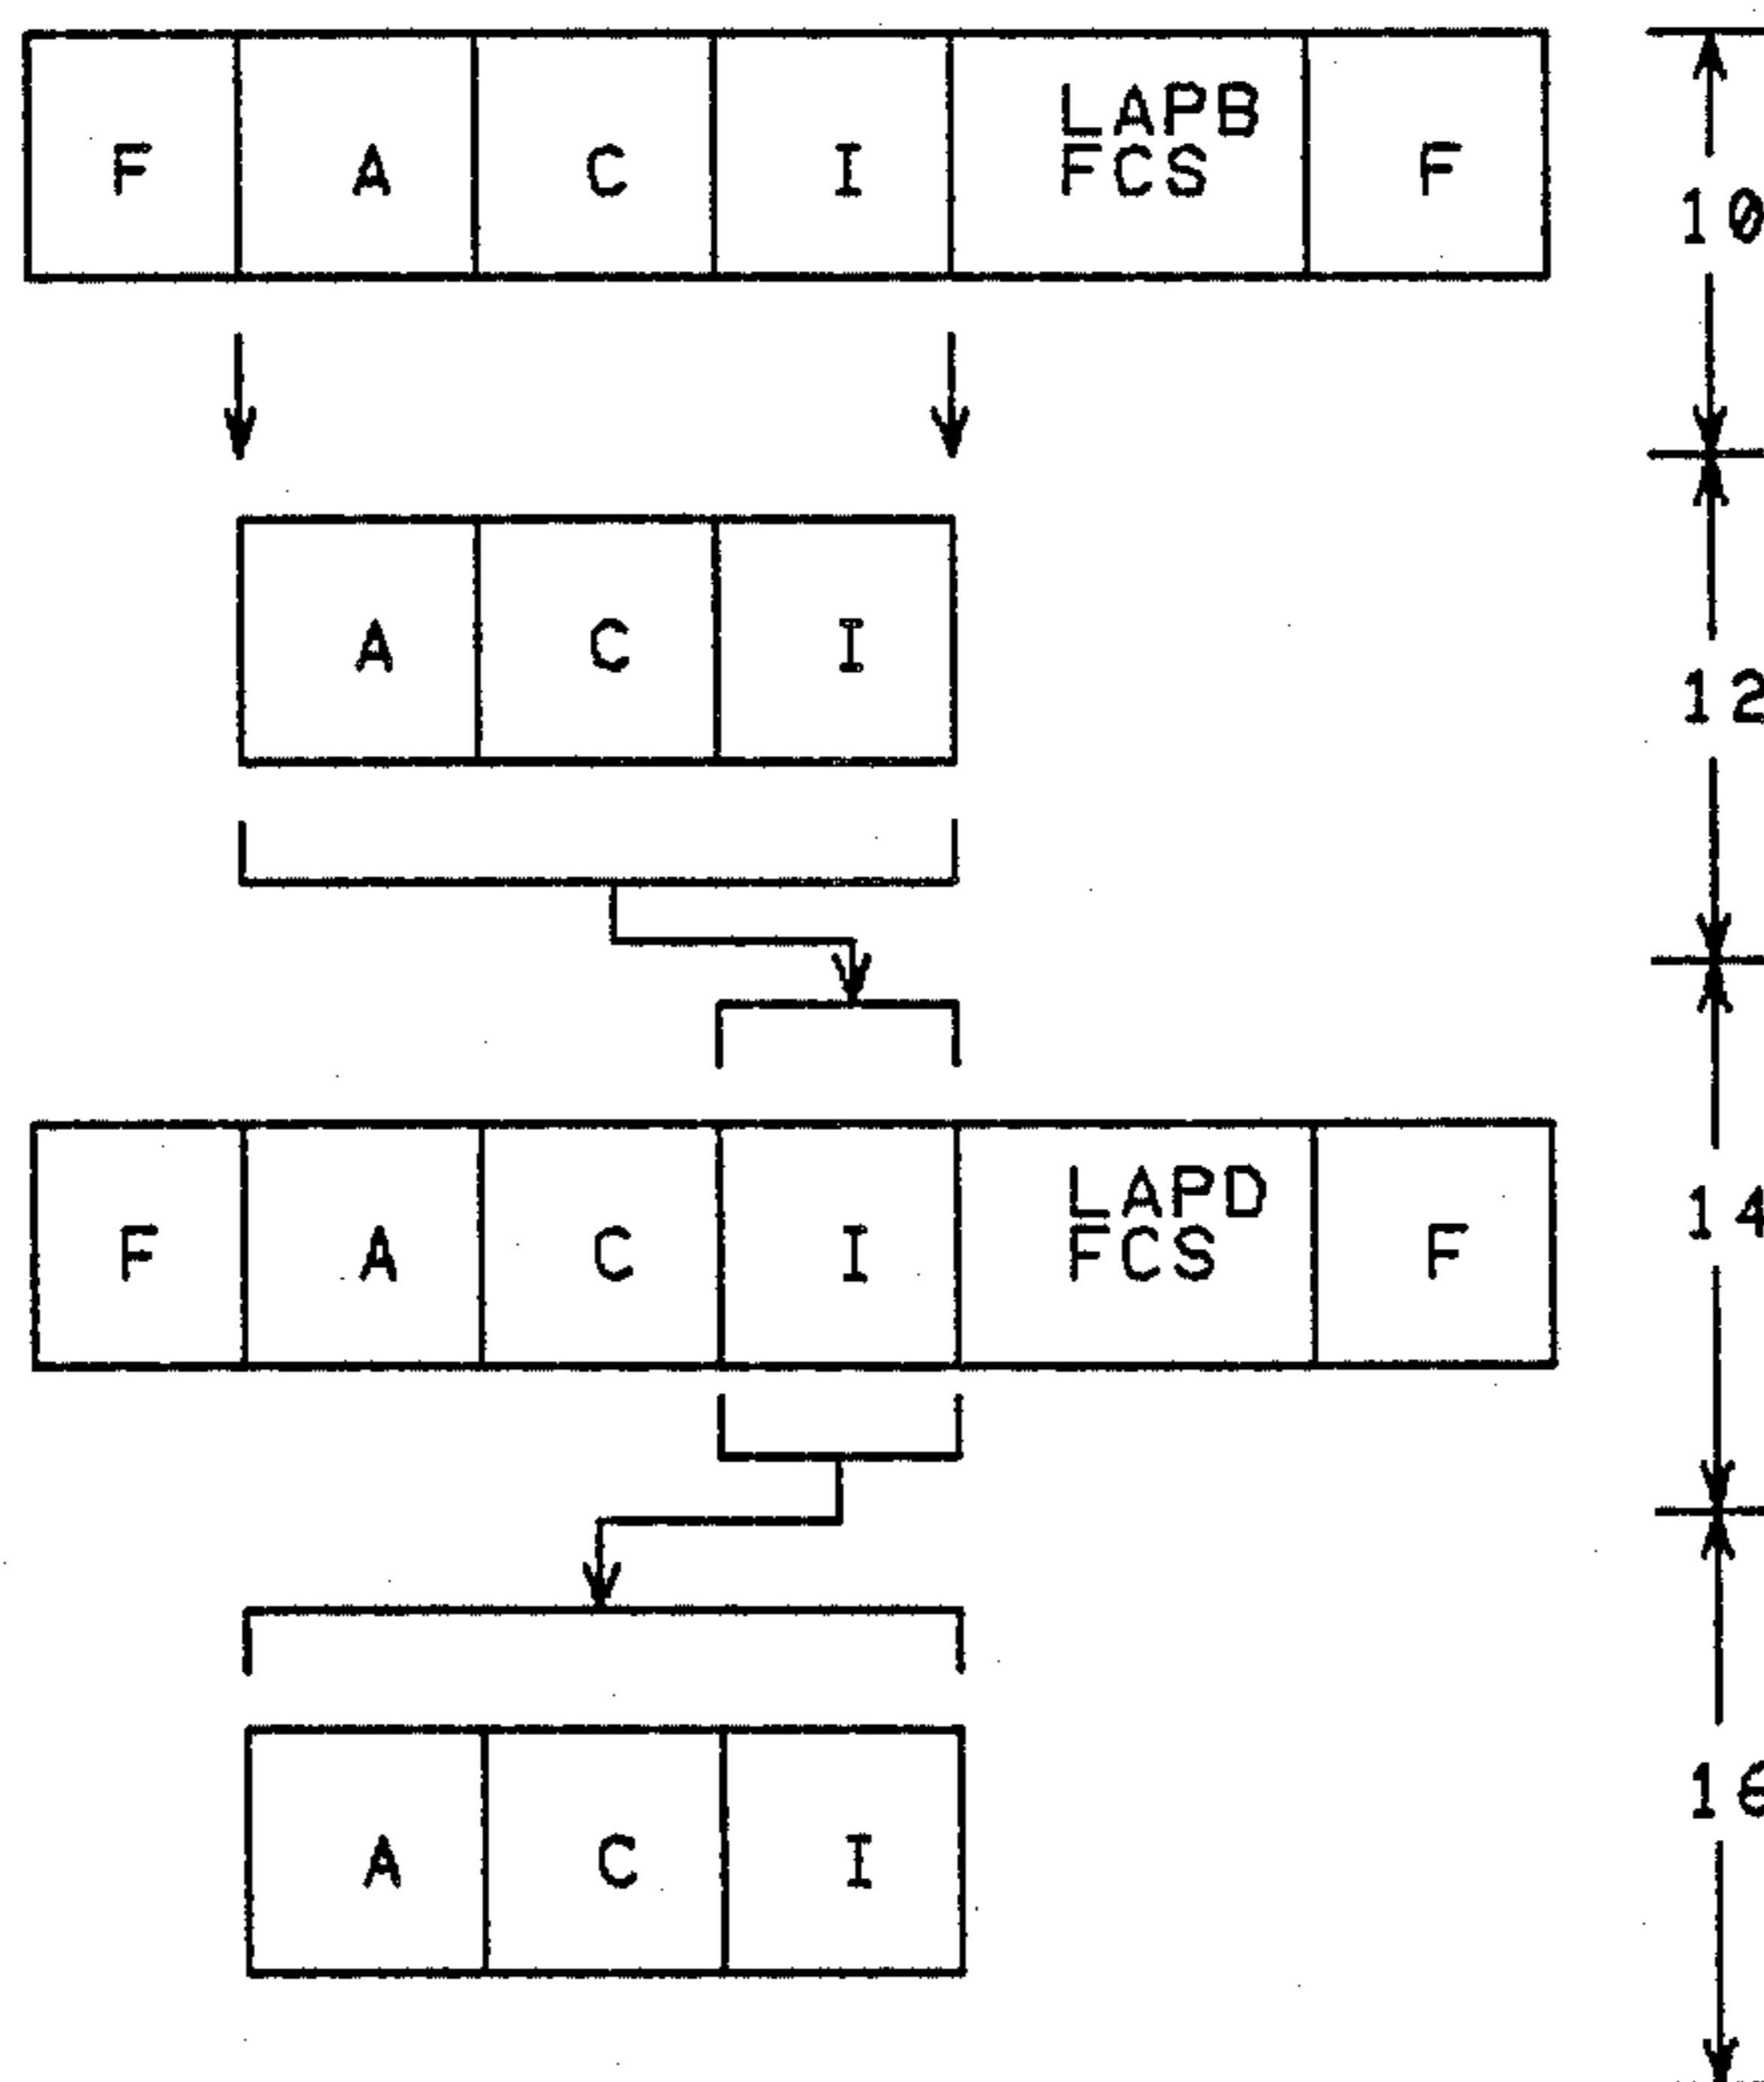 F A C I LAPB FCS F
10
A C I
12
F A C I LAPD FCS F
14
A C I
16